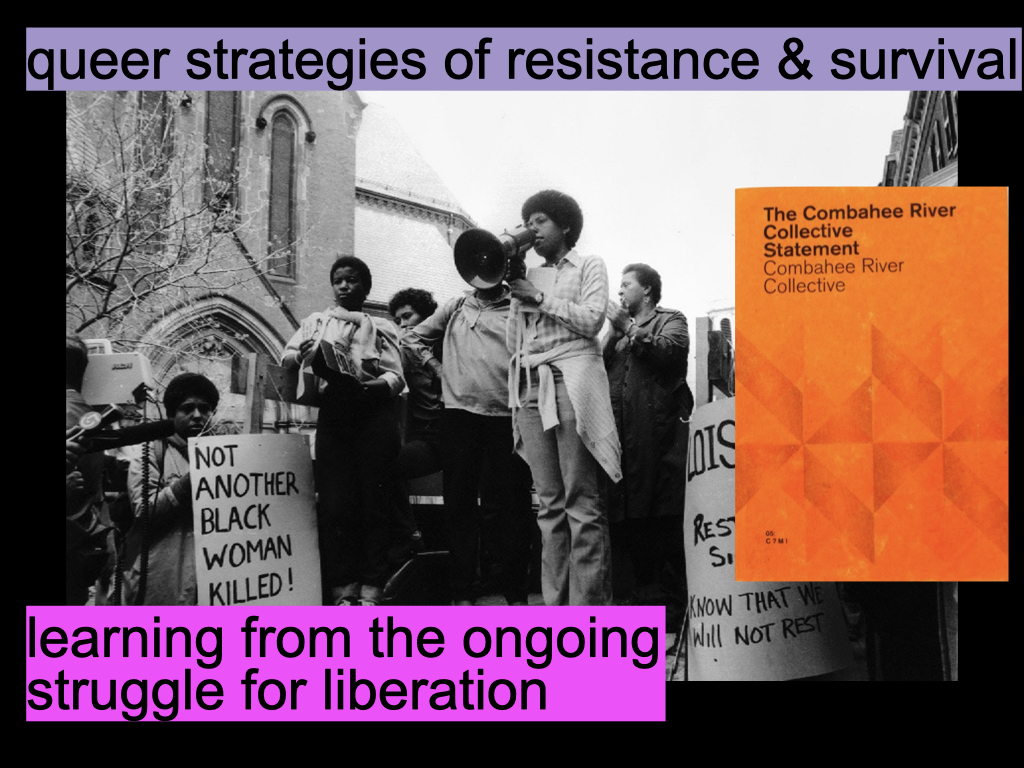 queer strategies of resistance & survival
The Combahee River
Collective
Statement
Combahee River
Collective
NOT
ANOTHER
BLACK
WOMAN
KILLED!
KNOW THAT WE
WILL NOT REST
learning from the ongoing
struggle for liberation